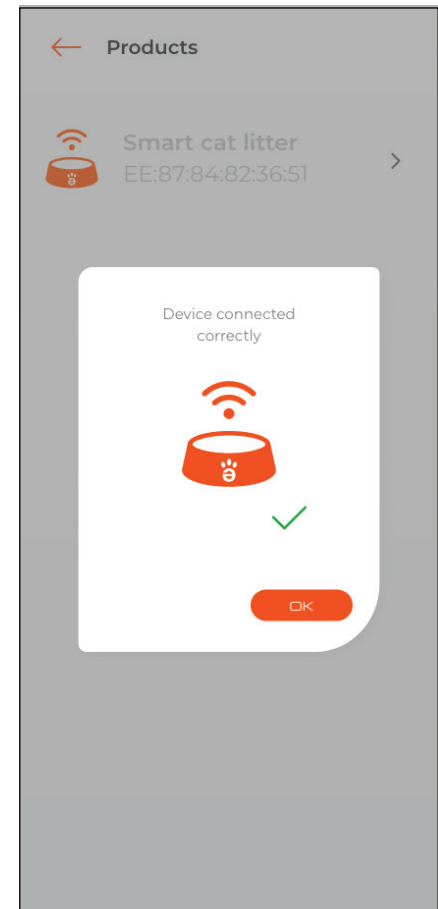 Products
Smart cat litter
EE:87:84:82:36:51
Device connected
correctly
OK